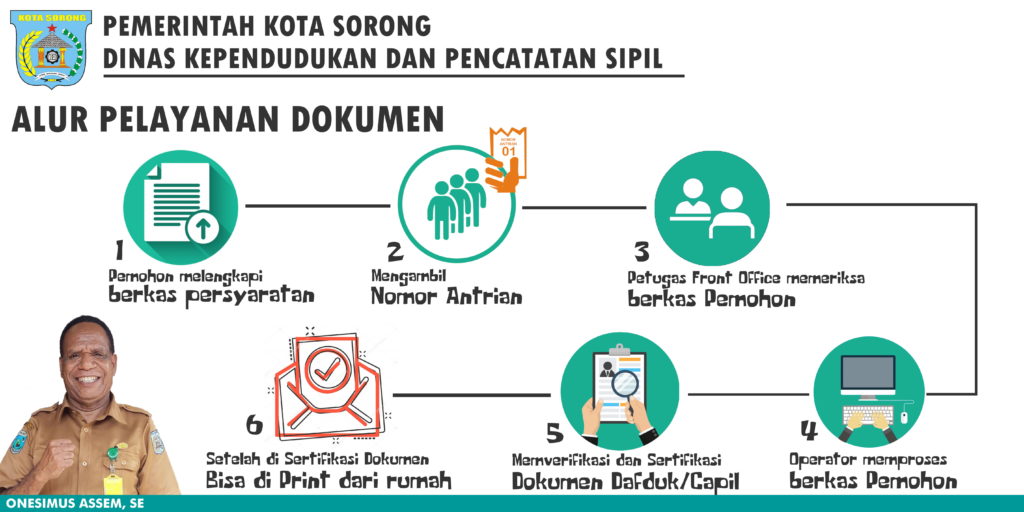 KOTA SORONG
PEMERINTAH KOTA SORONG
DINAS KEPENDUDUKAN DAN PENCATATAN SIPIL
ALUR PELAYANAN DOKUMEN
NOMOR
ANTRIAN
01
1
Pemohon melengkapi
berkas persyaratan
2
Mengambil
Nomor Antrian
3
Petugas Front Office memeriksa
berkas Pemohon
4
Operator memproses
berkas Pemohon
5
Memverifikasi dan Sertifikasi
Dokumen Dafduk/Capil
6
Setelah di Sertifikasi Dokumen
Bisa di Print dari rumah
ONESIMUS ASSEM, SE